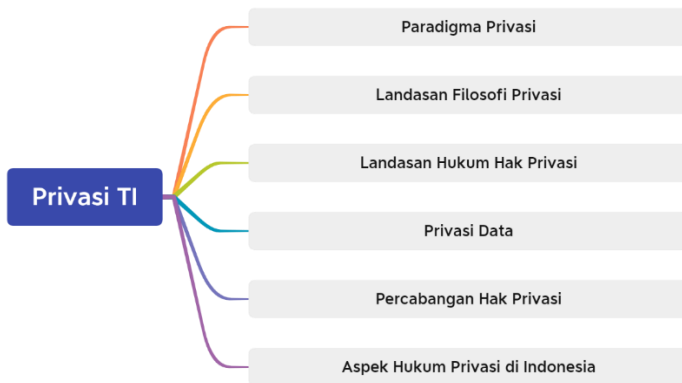 Paradigma Privasi
Landasan Filosofi Privasi
Landasan Hukum Hak Privasi
Privasi TI
Privasi Data
Percabangan Hak Privasi
Aspek Hukum Privasi di Indonesia